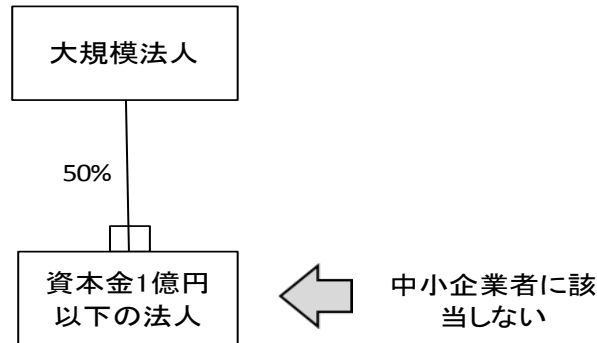 大規模法人
50%
資本金1億円
以下の法人
中小企業者に該
当しない